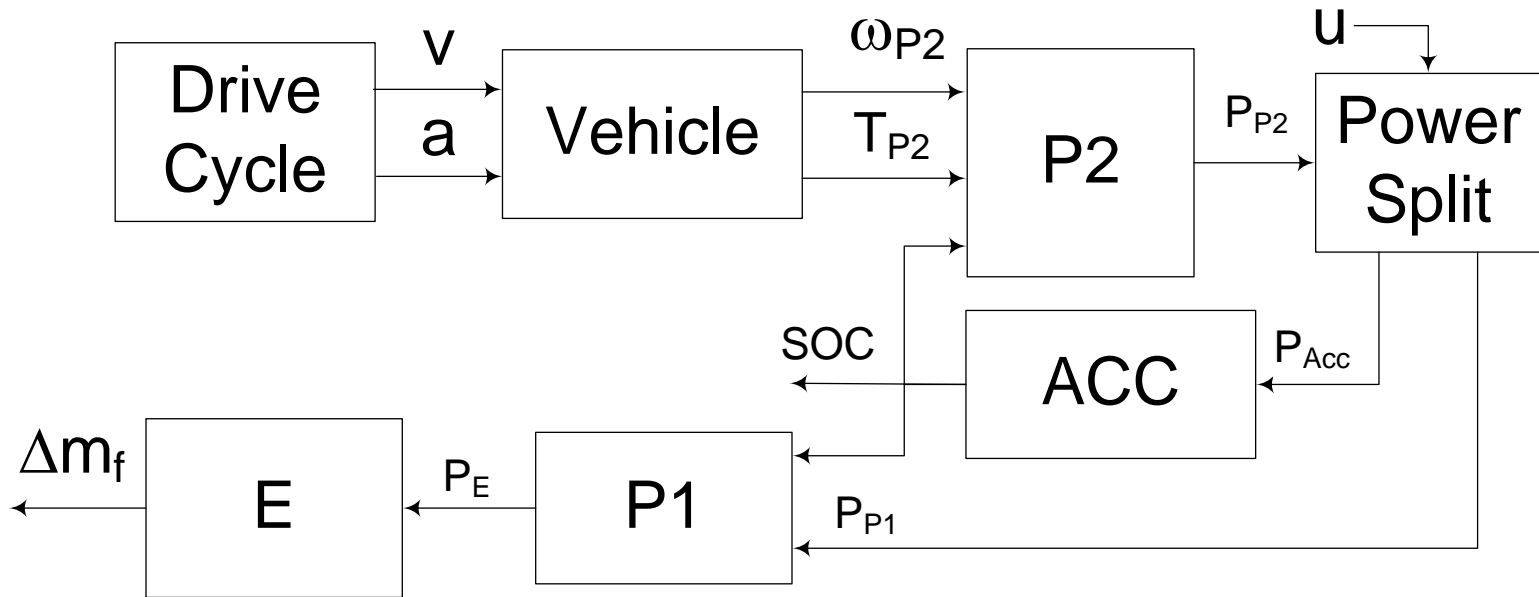 v
a
Drive
Cycle
Vehicle
ωP2
TP2
P2
PP2
u
Power
Split
SOC
ACC
PAcc
Δmf
E
PE
P1
PP1